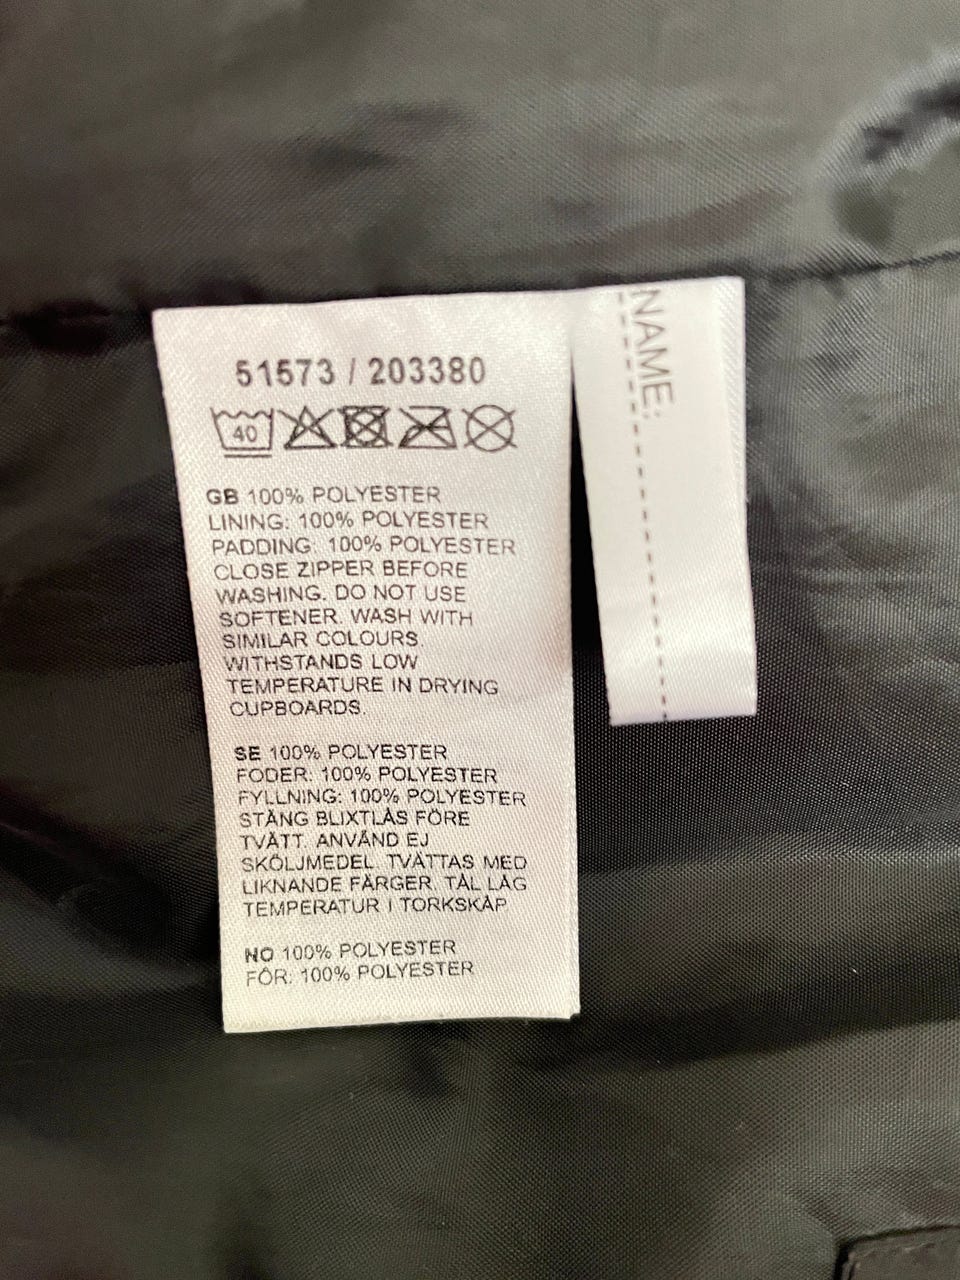 51573 / 203380
40
GB 100% POLYESTER
LINING: 100% POLYESTER
PADDING: 100% POLYESTER
CLOSE ZIPPER BEFORE
WASHING. DO NOT USE
SOFTENER. WASH WITH
SIMILAR COLOURS.
WITHSTANDS LOW
TEMPERATURE IN DRYING
CUPBOARDS.
SE 100% POLYESTER
FODER: 100% POLYESTER
FYLLNING: 100% POLYESTER
STÄNG BLIXTLÅS FÖRE
TVÄTT. ANVÄND EJ
SKÖLJMEDEL. TVÄTTAS MED
LIKNANDE FÄRGER. TÅL LÅG
TEMPERATUR I TORKSKÅP
NO 100% POLYESTER
FÔR: 100% POLYESTER
NAME: